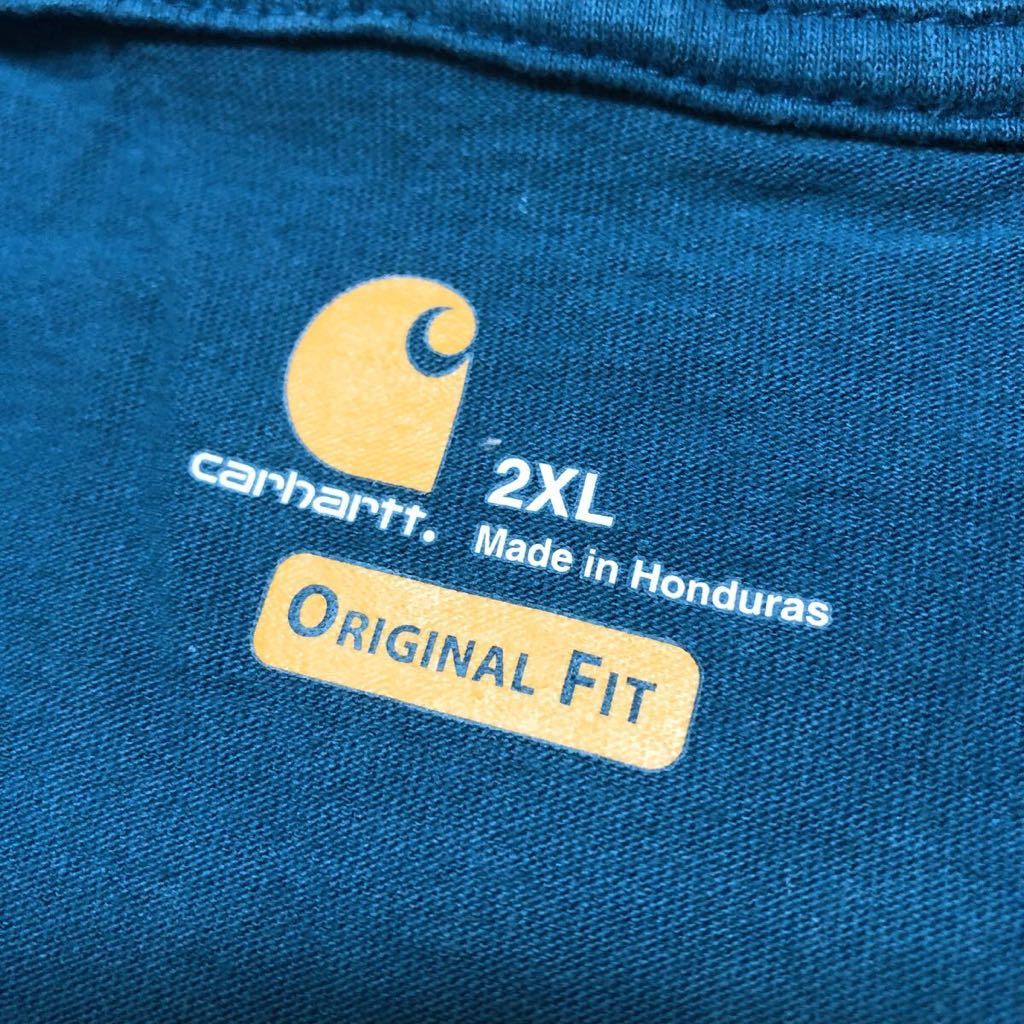 carhartt.
2XL
Made in Honduras
ORIGINAL FIT